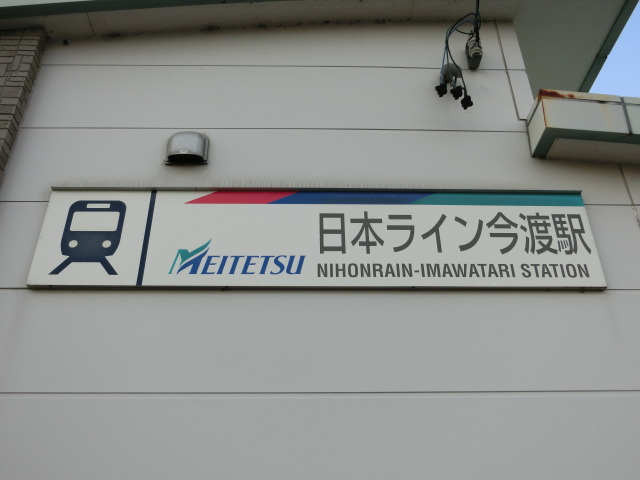 MEITETSU
日本ライン今渡駅
NIHONRAIN-IMAWATARI STATION